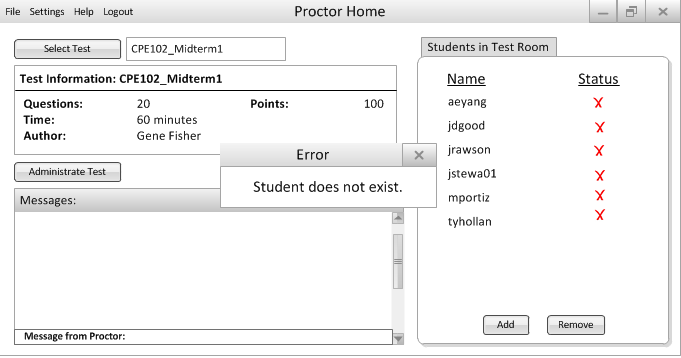 File Settings Help Logout
Proctor Home
Select Test
CPE102_Midterm1
Test Information: CPE102_Midterm1
Questions: 20 Points: 100
Time: 60 minutes
Author: Gene Fisher
Administrate Test
Messages:
Message from Proctor:
Error
Student does not exist.
Students in Test Room
Name Status
aeyang
jdgood
jrawson
jstewa01
mportiz
tyhollan
Add Remove